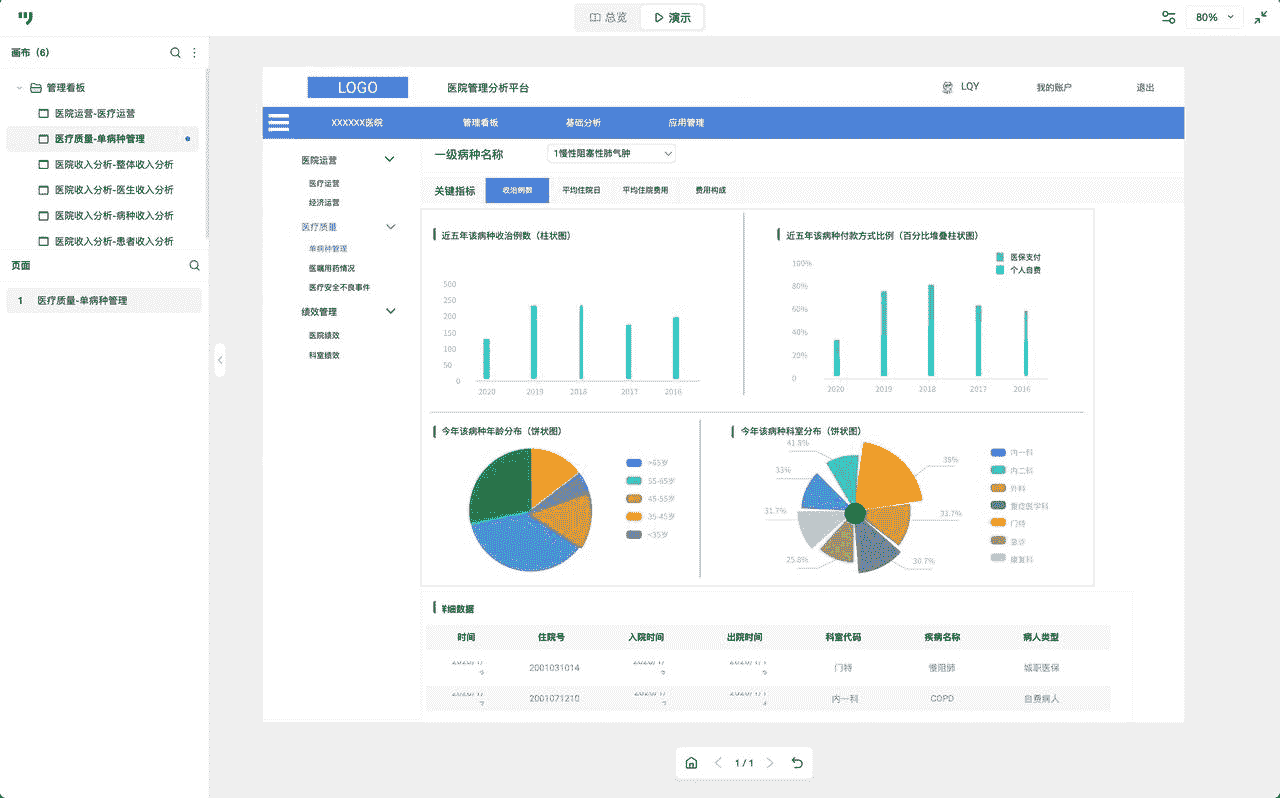 总览
演示
80%
画布（6）
管理看板
医院运营-医疗运营
医疗质量-单病种管理
医院收入分析-整体收入分析
医院收入分析-医生收入分析
医院收入分析-病种收入分析
医院收入分析-患者收入分析
页面
1 医疗质量-单病种管理
LOGO
医院管理分析平台
LQY
我的账户
退出
XXXXXX医院
管理看板
基础分析
应用管理
医院运营
医疗运营
经济运营
医疗质量
单病种管理
医嘱用药情况
医疗安全不良事件
绩效管理
医院绩效
科室绩效
一级病种名称
1慢性阻塞性肺气肿
关键指标
收治例数
平均住院日
平均住院费用
费用构成
近五年该病种收治例数（柱状图）
500
250
200
150
100
50
0
2020 2019 2018 2017 2016
近五年该病种付款方式比例（百分比堆叠柱状图）
医保支付
个人自费
100%
80%
60%
40%
20%
0
2020 2019 2018 2017 2016
今年该病种年龄分布（饼状图）
>65岁
55-65岁
45-55岁
35-45岁
<35岁
今年该病种科室分布（饼状图）
41.8%
33%
31.7%
25.8%
38%
33.7%
30.7%
内一科
内二科
外科
重症医学科
门特
急诊
康复科
详细数据
时间 住院号 入院时间 出院时间 科室代码 疾病名称 病人类型
2001031014 门特 慢阻肺 城职医保
2001071210 内一科 COPD 自费病人
1 / 1